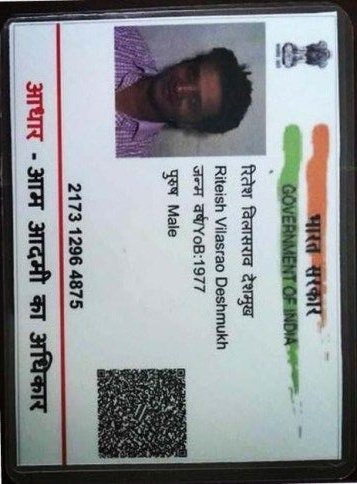 भारत सरकार
GOVERNMENT OF INDIA
रितेश विलासराव देशमुख
Riteish Vilasrao Deshmukh
जन्म वर्ष/YoB:1977
पुरुष Male
2173 1296 4875
आधार - आम आदमी का अधिकार